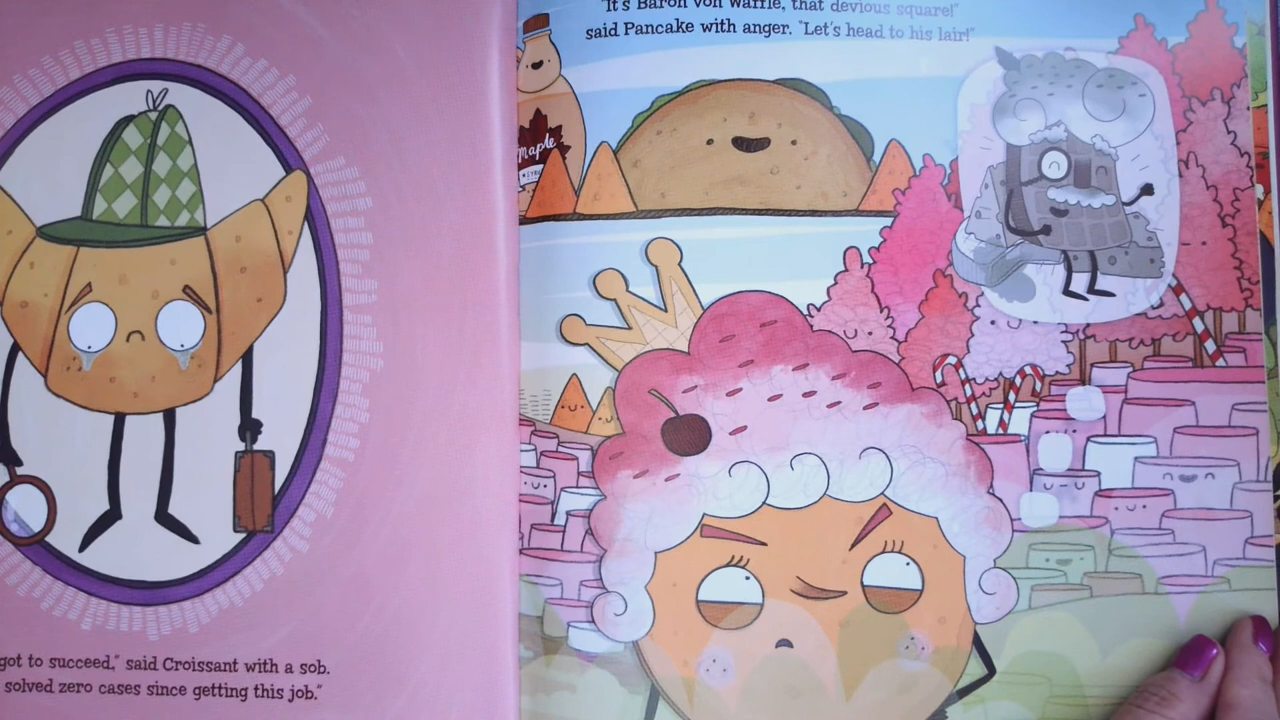 got to succeed," said Croissant with a sob.
solved zero cases since getting this job."
"It's Baron von Waffle, that devious square!"
said Pancake with anger. "Let's head to his lair!"
Maple
SYRUP